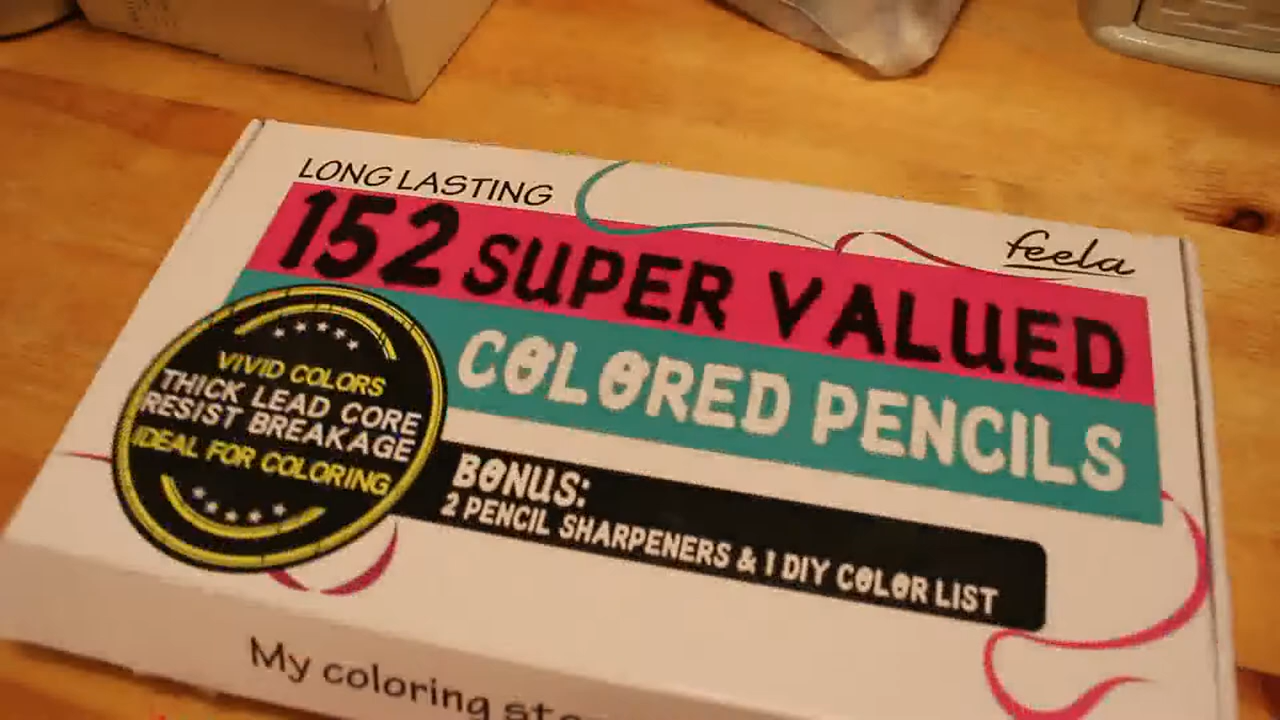 LONG LASTING
feela
152 SUPER VALUED
COLORED PENCILS
VIVID COLORS
THICK LEAD CORE
RESIST BREAKAGE
IDEAL FOR COLORING
BONUS:
2 PENCIL SHARPENERS & 1 DIY COLOR LIST
My coloring